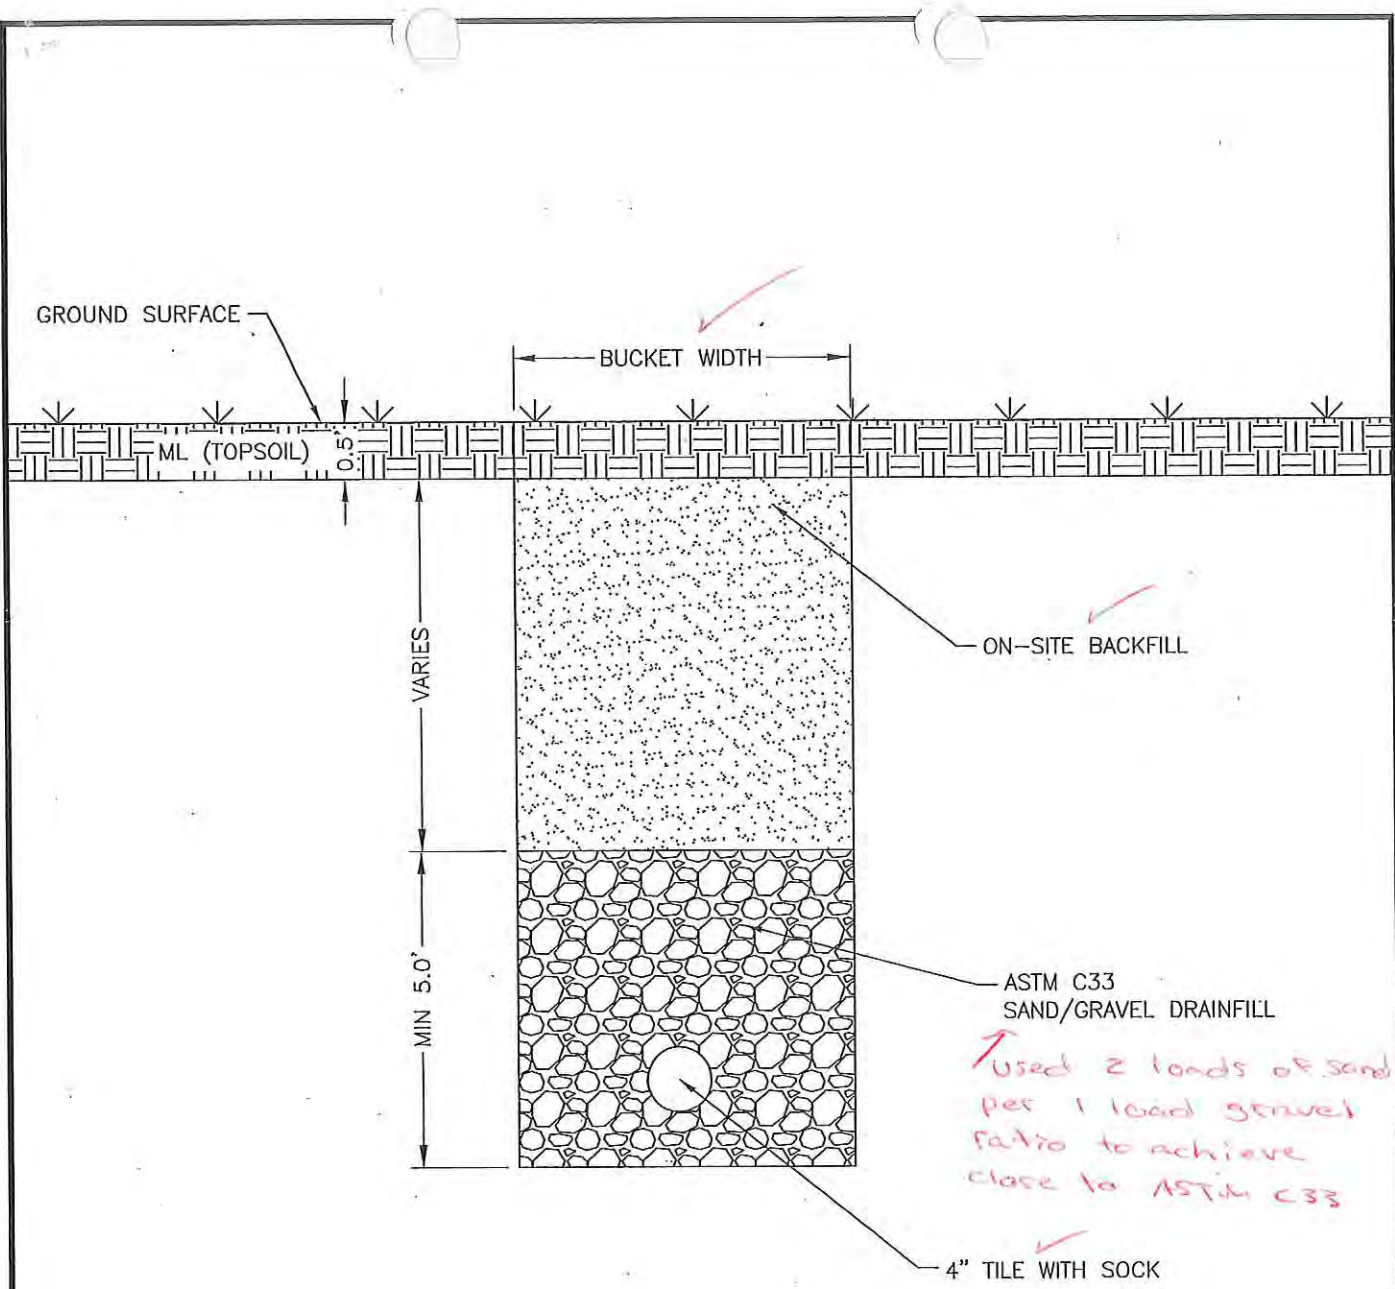 GROUND SURFACE
BUCKET WIDTH
ML (TOPSOIL)
0.5'
VARIES
ON-SITE BACKFILL
MIN 5.0'
ASTM C33
SAND/GRAVEL DRAINFILL
used 2 loads of sand
per 1 load gravel
ratio to achieve
close to ASTM C33
4" TILE WITH SOCK